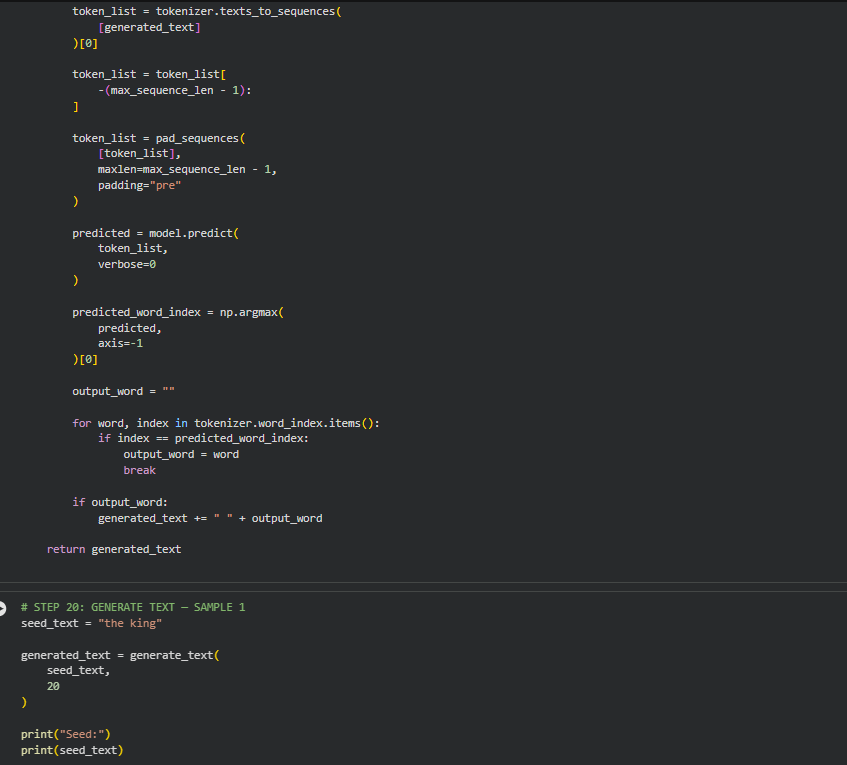 token_list = tokenizer.texts_to_sequences(
[generated_text]
)[0]
token_list = token_list[
-(max_sequence_len - 1):
]
token_list = pad_sequences(
[token_list],
maxlen=max_sequence_len - 1,
padding="pre"
)
predicted = model.predict(
token_list,
verbose=0
)
predicted_word_index = np.argmax(
predicted,
axis=-1
)[0]
output_word = ""
for word, index in tokenizer.word_index.items():
if index == predicted_word_index:
output_word = word
break
if output_word:
generated_text += " " + output_word
return generated_text
# STEP 20: GENERATE TEXT — SAMPLE 1
seed_text = "the king"
generated_text = generate_text(
seed_text,
20
)
print("Seed:")
print(seed_text)